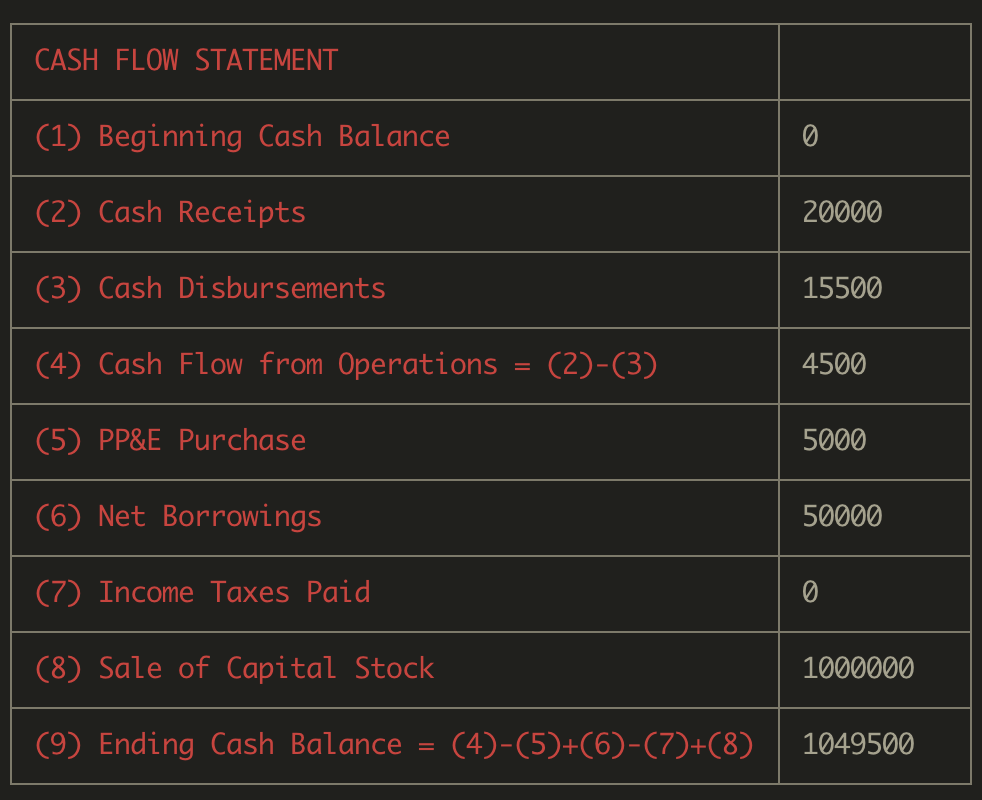 CASH FLOW STATEMENT
(1) Beginning Cash Balance 0
(2) Cash Receipts 20000
(3) Cash Disbursements 15500
(4) Cash Flow from Operations = (2)-(3) 4500
(5) PP&E Purchase 5000
(6) Net Borrowings 50000
(7) Income Taxes Paid 0
(8) Sale of Capital Stock 1000000
(9) Ending Cash Balance = (4)-(5)+(6)-(7)+(8) 1049500